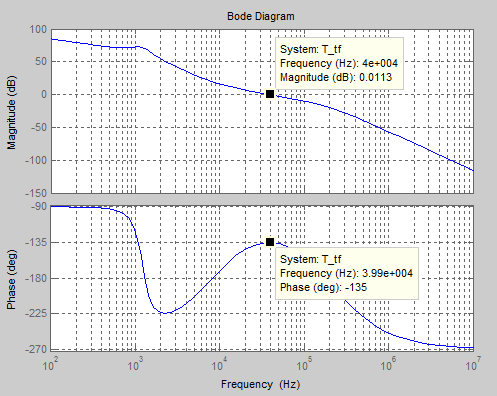 Bode Diagram
100
50
0
-50
-100
-150
Magnitude (dB)
System: T_tf
Frequency (Hz): 4e+004
Magnitude (dB): 0.0113
-90
-135
-180
-225
-270
Phase (deg)
System: T_tf
Frequency (Hz): 3.99e+004
Phase (deg): -135
10^2 10^3 10^4 10^5 10^6 10^7
Frequency (Hz)